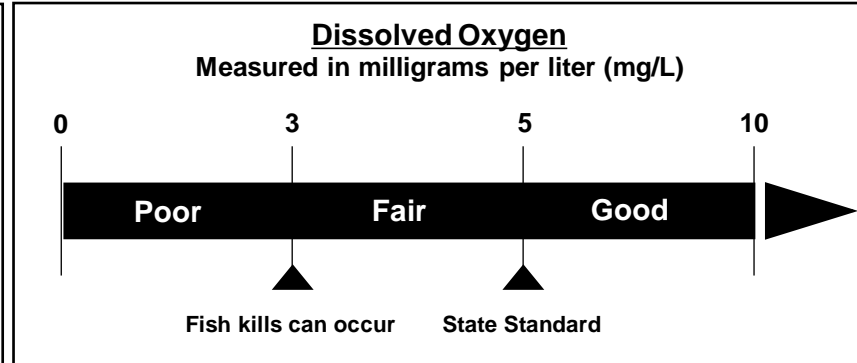 Dissolved Oxygen
Measured in milligrams per liter (mg/L)
0 3 5 10
Poor Fair Good
Fish kills can occur State Standard